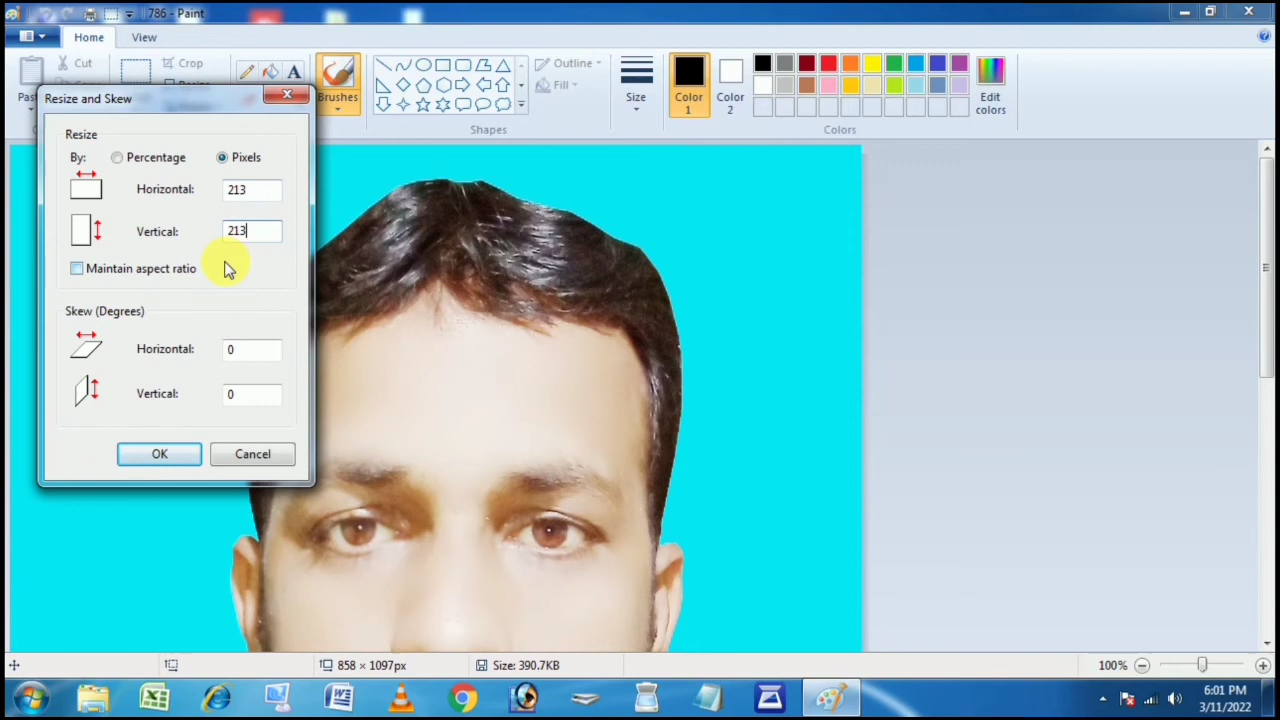 786 - Paint
Home View
Cut
Crop
Brushes
Outline
Fill
Shapes
Size
Color 1
Color 2
Edit colors
Colors
Resize and Skew
Resize
By: Percentage Pixels
Horizontal: 213
Vertical: 213
Maintain aspect ratio
Skew (Degrees)
Horizontal: 0
Vertical: 0
OK Cancel
858 × 1097px
Size: 390.7KB
100%
6:01 PM
3/11/2022